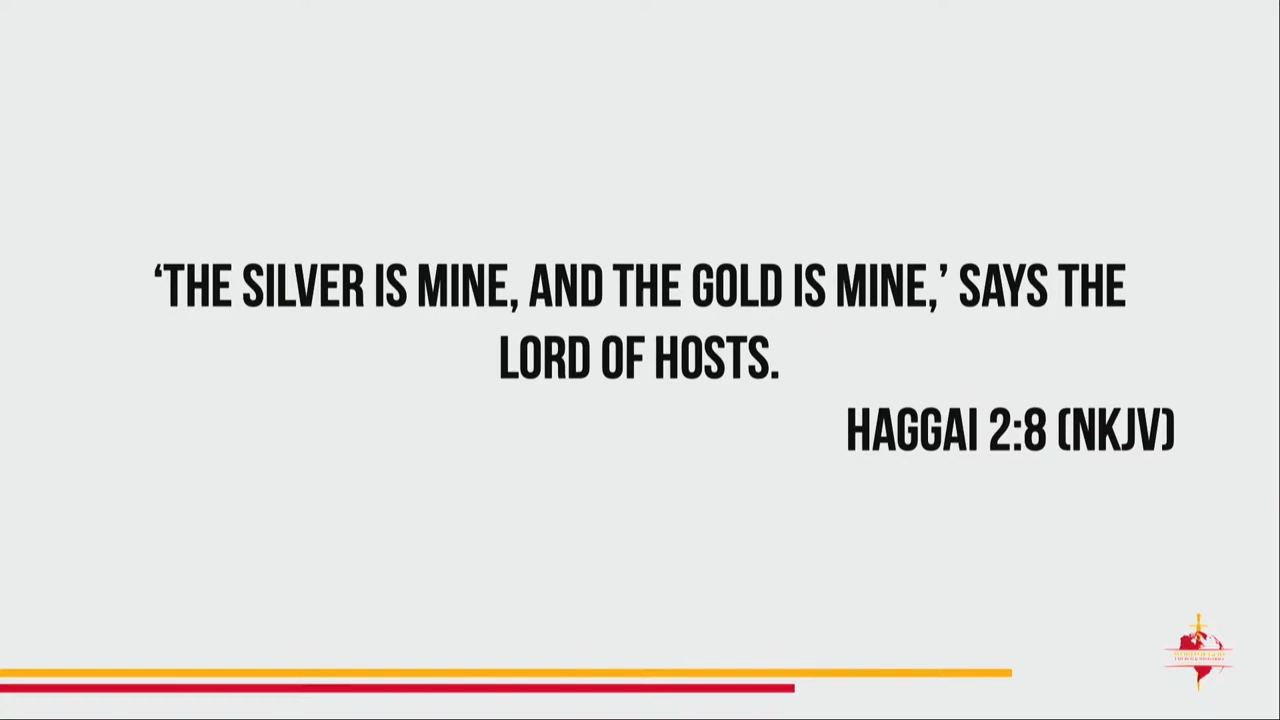 ‘THE SILVER IS MINE, AND THE GOLD IS MINE,’ SAYS THE
LORD OF HOSTS.
HAGGAI 2:8 (NKJV)